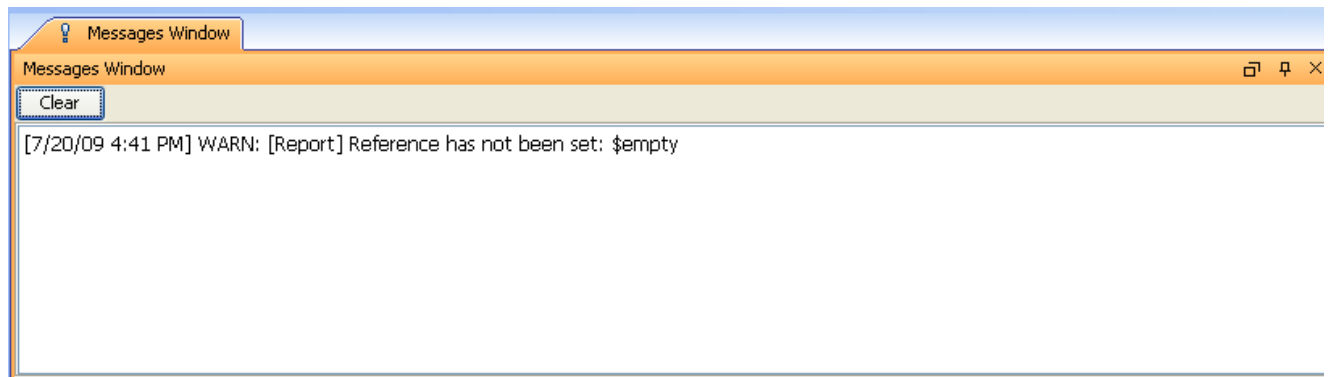 Messages Window
Messages Window
Clear
[7/20/09 4:41 PM] WARN: [Report] Reference has not been set: $empty